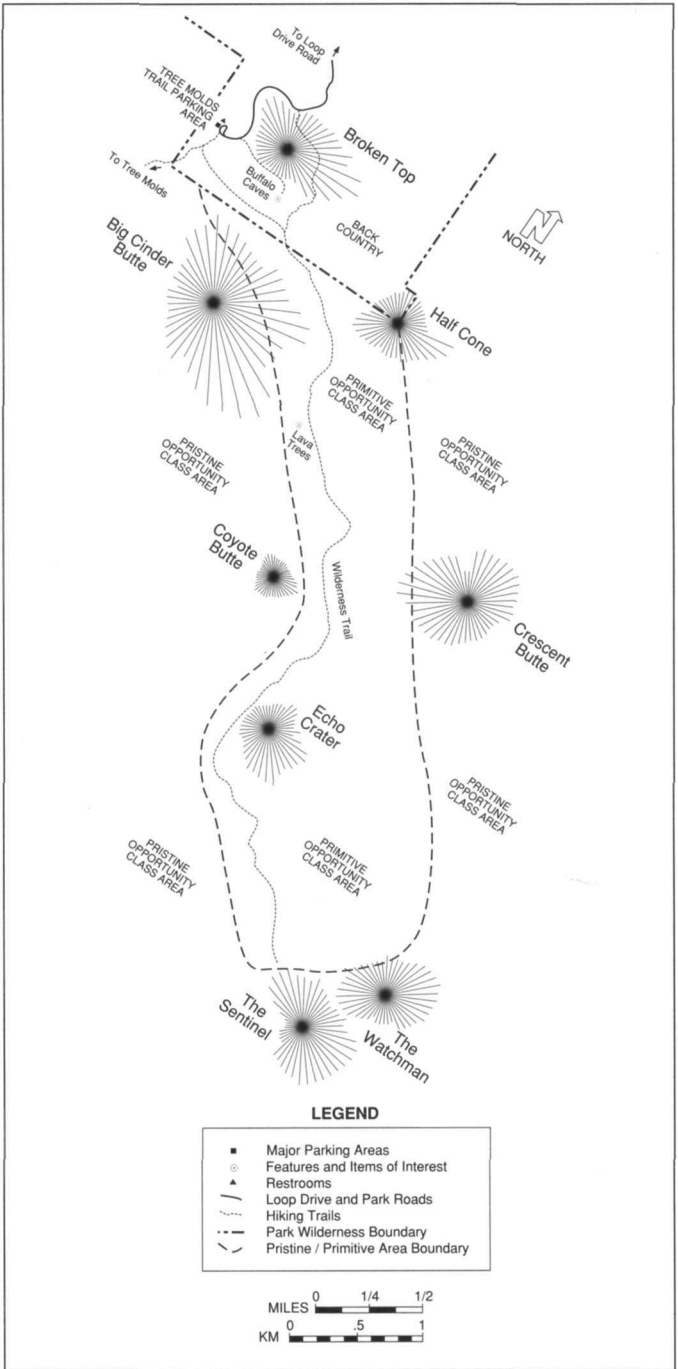 To Loop
Drive Road
TREE MOLDS
TRAIL PARKING
AREA
Broken Top
To Tree Molds
Buffalo
Caves
BACK
COUNTRY
NORTH
Big Cinder
Butte
Half Cone
PRIMITIVE
OPPORTUNITY
CLASS AREA
Lava
Trees
PRISTINE
OPPORTUNITY
CLASS AREA
PRISTINE
OPPORTUNITY
CLASS AREA
Coyote
Butte
Wilderness Trail
Crescent
Butte
Echo
Crater
PRISTINE
OPPORTUNITY
CLASS AREA
PRISTINE
OPPORTUNITY
CLASS AREA
PRIMITIVE
OPPORTUNITY
CLASS AREA
The
Sentinel
The
Watchman
LEGEND
Major Parking Areas
Features and Items of Interest
Restrooms
Loop Drive and Park Roads
Hiking Trails
Park Wilderness Boundary
Pristine / Primitive Area Boundary
MILES 0 1/4 1/2
KM 0 .5 1